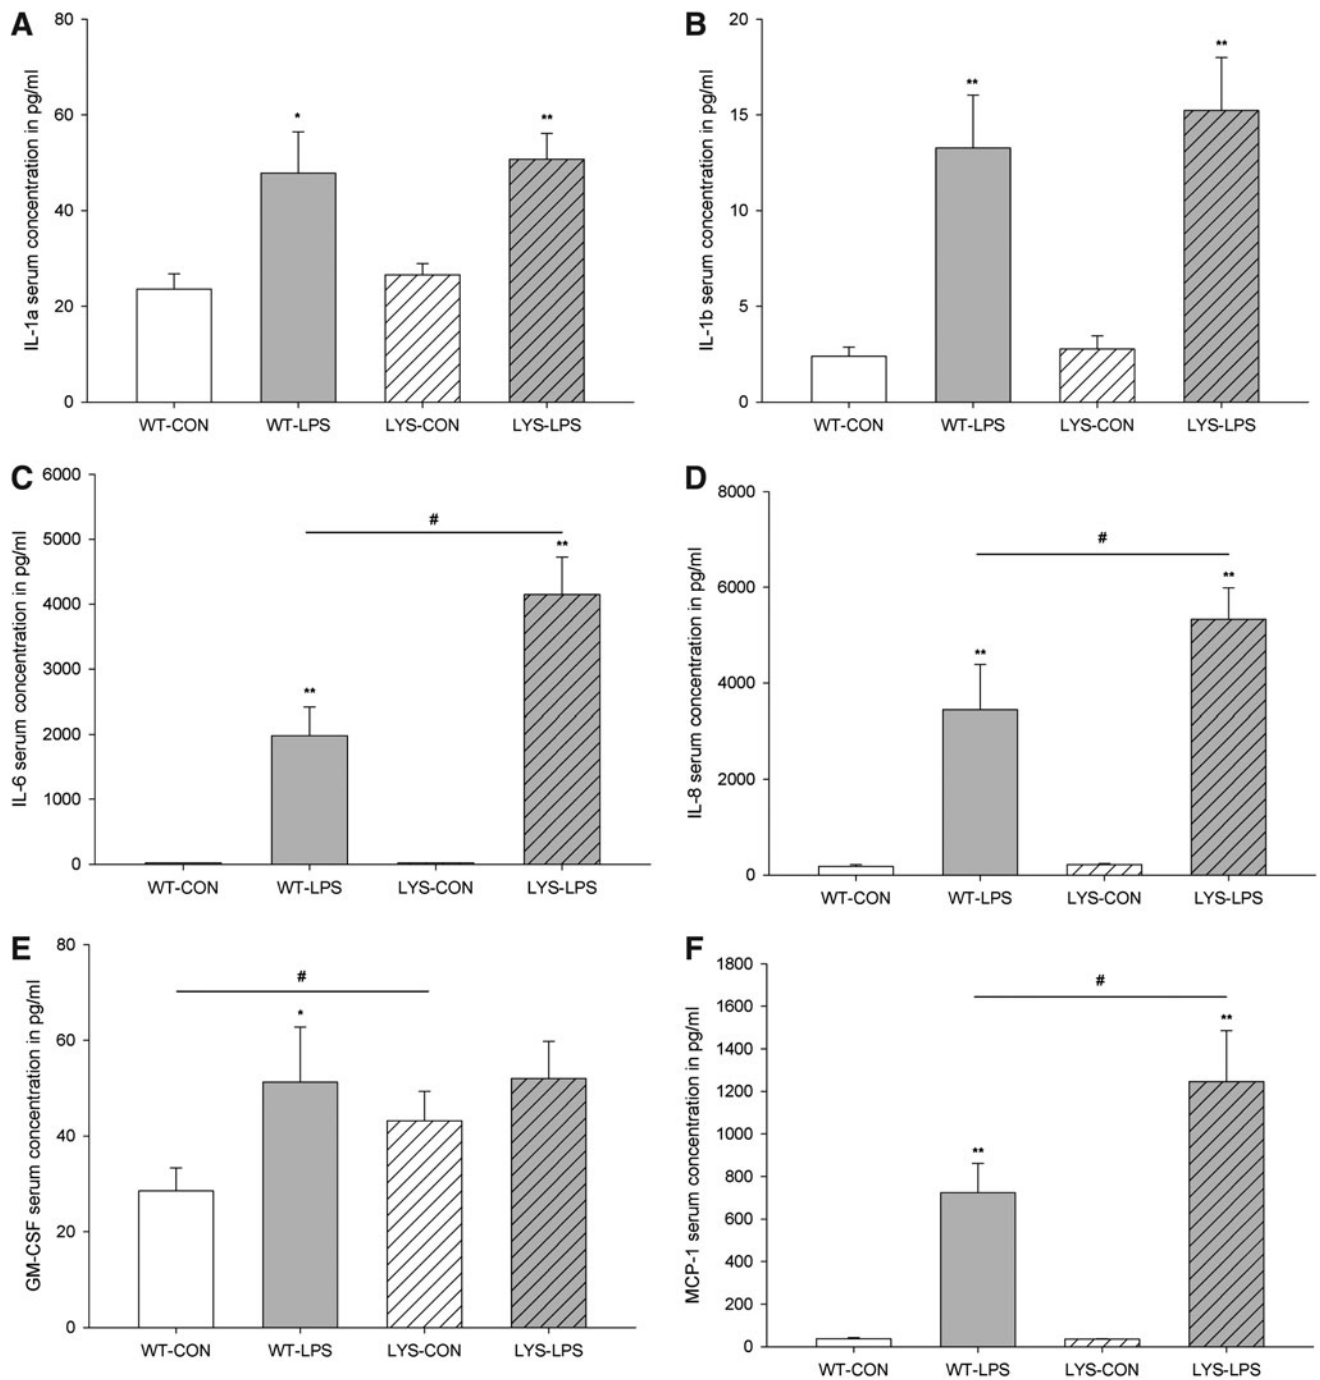 A
IL-1a serum concentration in pg/ml
80
60
40
20
0
*
**
WT-CON WT-LPS LYS-CON LYS-LPS
B
IL-1b serum concentration in pg/ml
20
15
10
5
0
**
**
WT-CON WT-LPS LYS-CON LYS-LPS
C
IL-6 serum concentration in pg/ml
6000
5000
4000
3000
2000
1000
0
#
**
**
WT-CON WT-LPS LYS-CON LYS-LPS
D
IL-8 serum concentration in pg/ml
8000
6000
4000
2000
0
#
**
**
WT-CON WT-LPS LYS-CON LYS-LPS
E
GM-CSF serum concentration in pg/ml
80
60
40
20
0
#
*
WT-CON WT-LPS LYS-CON LYS-LPS
F
MCP-1 serum concentration in pg/ml
1800
1600
1400
1200
1000
800
600
400
200
0
#
**
**
WT-CON WT-LPS LYS-CON LYS-LPS